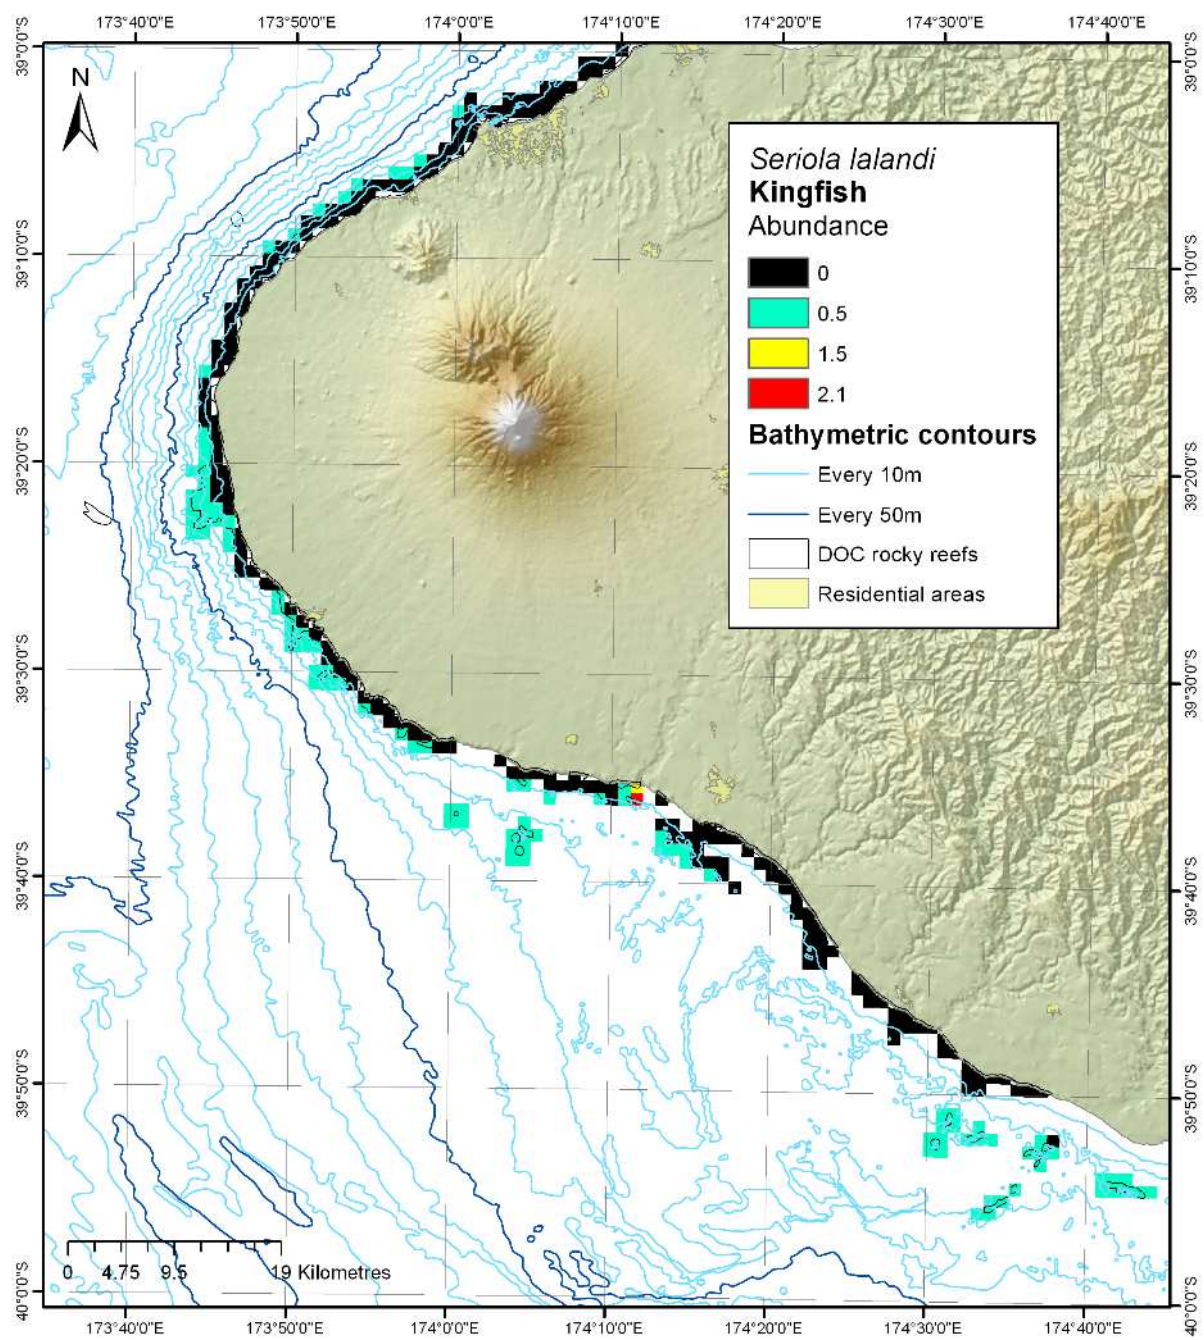 173°40'0"E 173°50'0"E 174°0'0"E 174°10'0"E 174°20'0"E 174°30'0"E 174°40'0"E
39°0'0"S 39°0'0"S
N
Seriola lalandi
Kingfish
Abundance
0
0.5
1.5
2.1
Bathymetric contours
Every 10m
Every 50m
DOC rocky reefs
Residential areas
39°10'0"S 39°10'0"S
39°20'0"S 39°20'0"S
39°30'0"S 39°30'0"S
39°40'0"S 39°40'0"S
39°50'0"S 39°50'0"S
0 4.75 9.5 19 Kilometres
40°0'0"S 40°0'0"S
173°40'0"E 173°50'0"E 174°0'0"E 174°10'0"E 174°20'0"E 174°30'0"E 174°40'0"E